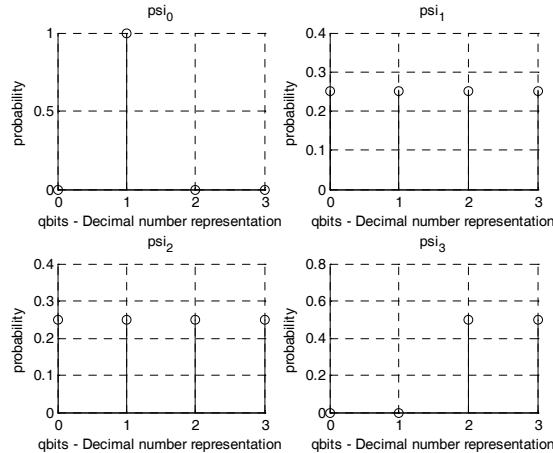 psi0
1
0.5
0
probability
0 1 2 3
qbits - Decimal number representation
psi1
0.4
0.3
0.2
0.1
0
probability
0 1 2 3
qbits - Decimal number representation
psi2
0.4
0.3
0.2
0.1
0
probability
0 1 2 3
qbits - Decimal number representation
psi3
0.8
0.6
0.4
0.2
0
probability
0 1 2 3
qbits - Decimal number representation